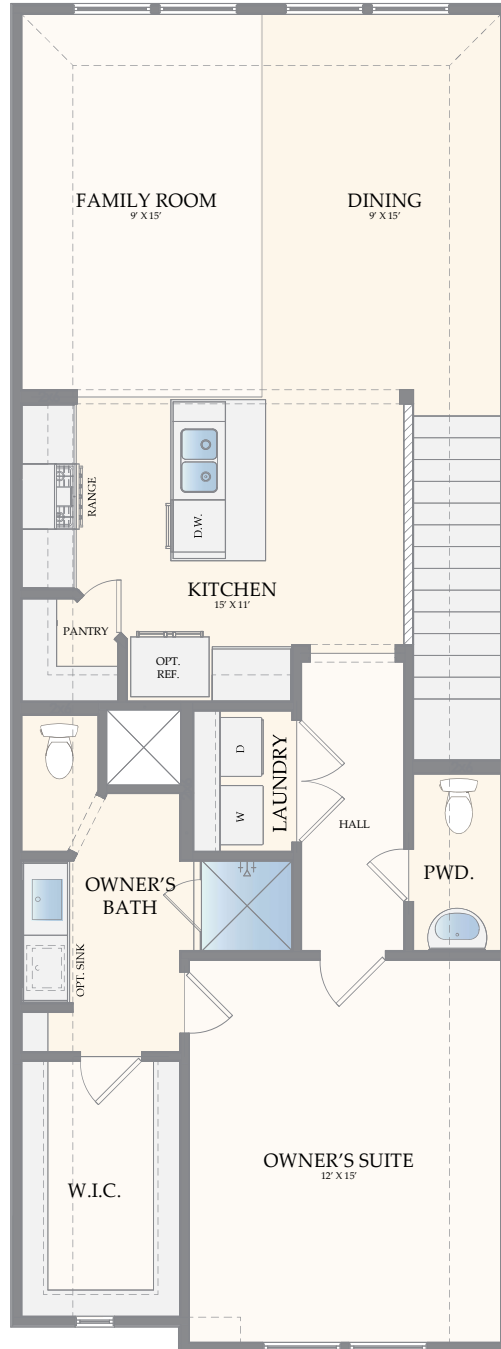 FAMILY ROOM
9' X 15'
DINING
9' X 15'
RANGE
D.W.
KITCHEN
15' X 11'
PANTRY
OPT.
REF.
D
W
LAUNDRY
HALL
PWD.
OWNER'S
BATH
OPT. SINK
OWNER'S SUITE
12' X 15'
W.I.C.